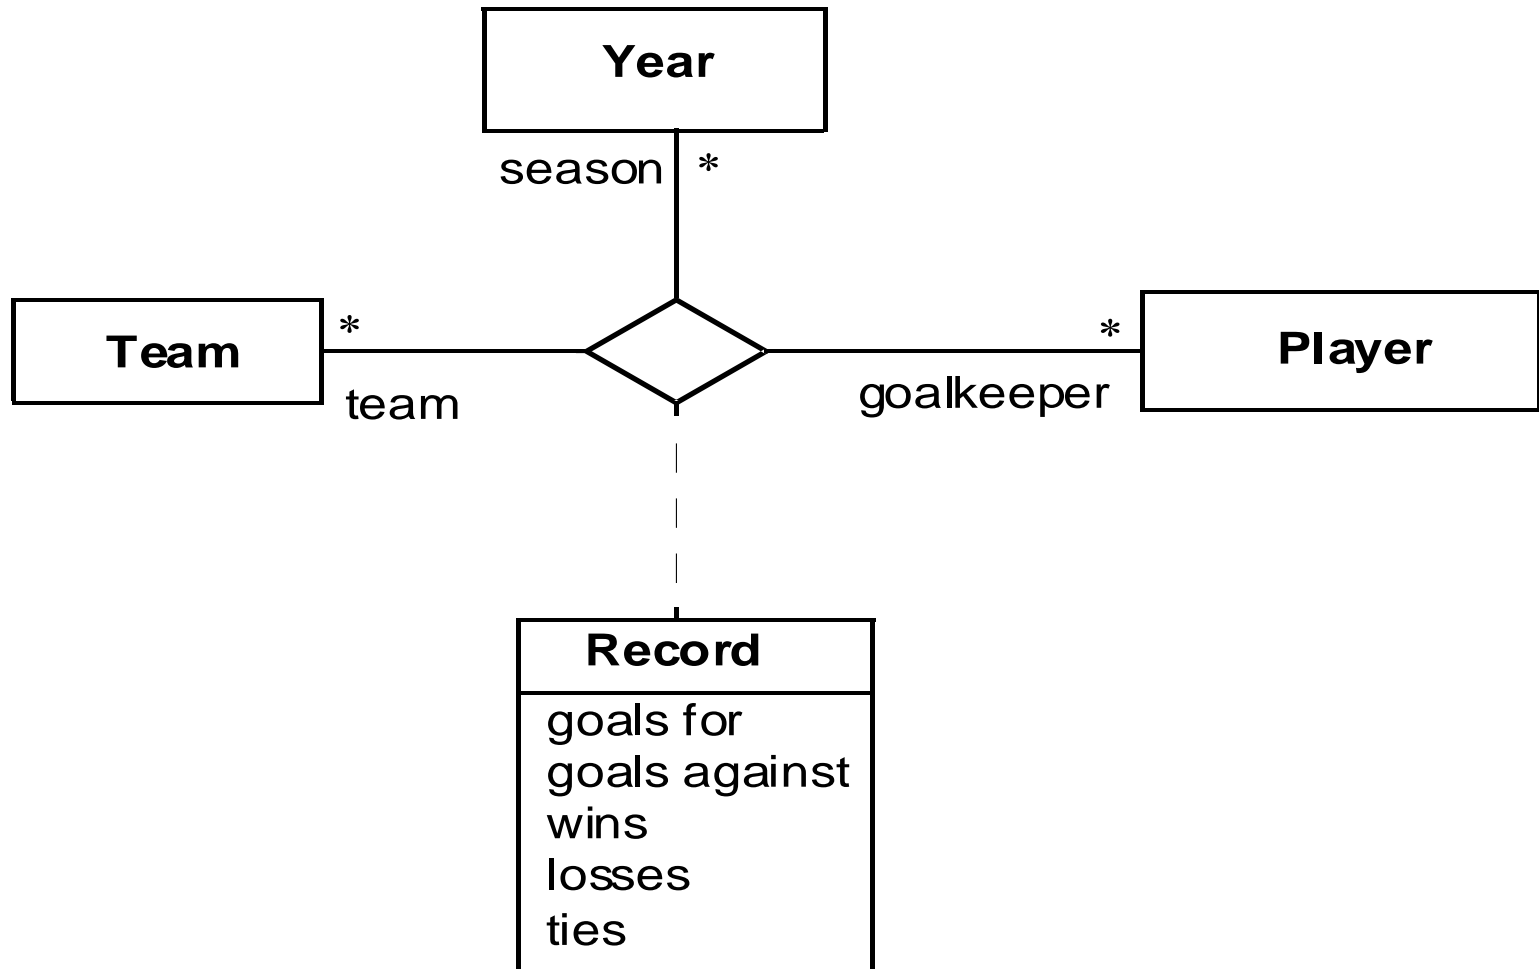 Year
season *
Team
*
team
*
goalkeeper
Player
Record
goals for
goals against
wins
losses
ties